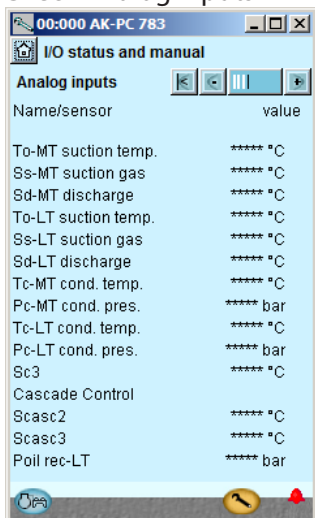 00:000 AK-PC 783
I/O status and manual
Analog inputs
Name/sensor value
To-MT suction temp. ***** °C
Ss-MT suction gas ***** °C
Sd-MT discharge ***** °C
To-LT suction temp. ***** °C
Ss-LT suction gas ***** °C
Sd-LT discharge ***** °C
Tc-MT cond. temp. ***** °C
Pc-MT cond. pres. ***** bar
Tc-LT cond. temp. ***** °C
Pc-LT cond. pres. ***** bar
Sc3 ***** °C
Cascade Control
Scasc2 ***** °C
Scasc3 ***** °C
Poil rec-LT ***** bar